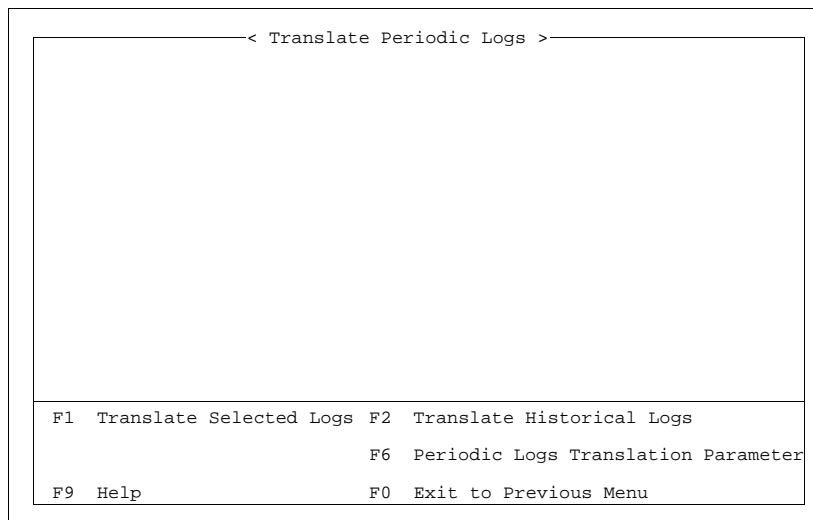 < Translate Periodic Logs >
F1 Translate Selected Logs F2 Translate Historical Logs
F6 Periodic Logs Translation Parameter
F9 Help F0 Exit to Previous Menu